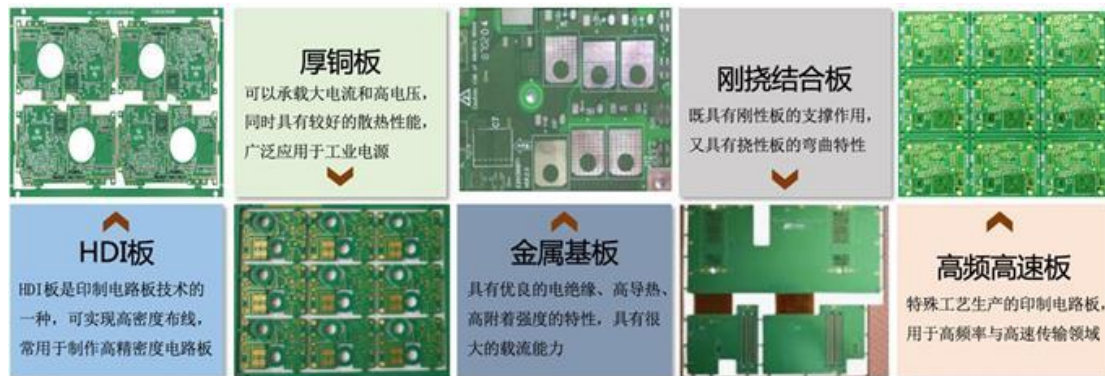 厚铜板
可以承载大电流和高电压，
同时具有较好的散热性能，
广泛应用于工业电源
刚挠结合板
既具有刚性板的支撑作用，
又具有挠性板的弯曲特性
HDI板
HDI板是印制电路板技术的
一种，可实现高密度布线，
常用于制作高精密度电路板
金属基板
具有优良的电绝缘、高导热、
高附着强度的特性，具有很
大的载流能力
高频高速板
特殊工艺生产的印制电路板，
用于高频率与高速传输领域